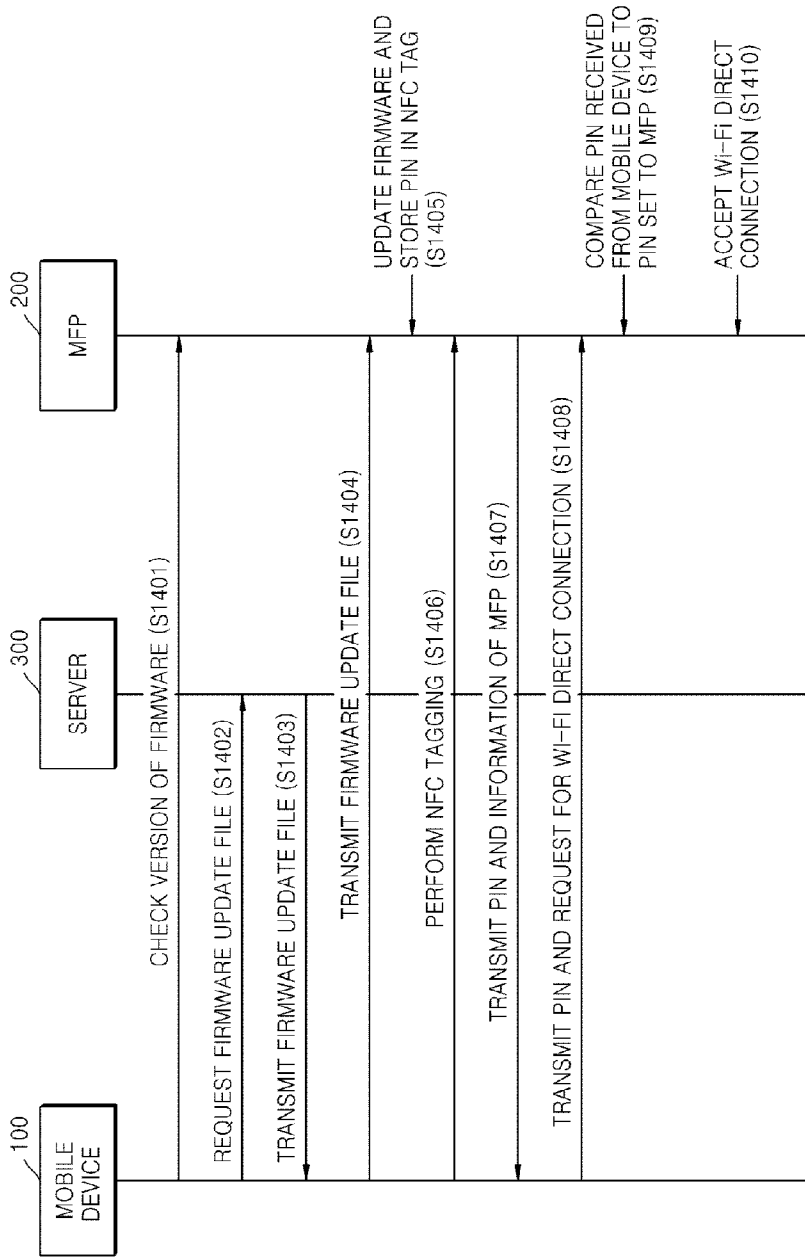 100
MOBILE
DEVICE
300
SERVER
200
MFP
CHECK VERSION OF FIRMWARE (S1401)
REQUEST FIRMWARE UPDATE FILE (S1402)
TRANSMIT FIRMWARE UPDATE FILE (S1403)
TRANSMIT FIRMWARE UPDATE FILE (S1404)
UPDATE FIRMWARE AND
STORE PIN IN NFC TAG
(S1405)
PERFORM NFC TAGGING (S1406)
TRANSMIT PIN AND INFORMATION OF MFP (S1407)
TRANSMIT PIN AND REQUEST FOR WI-FI DIRECT CONNECTION (S1408)
COMPARE PIN RECEIVED
FROM MOBILE DEVICE TO
PIN SET TO MFP (S1409)
ACCEPT Wi-Fi DIRECT
CONNECTION (S1410)